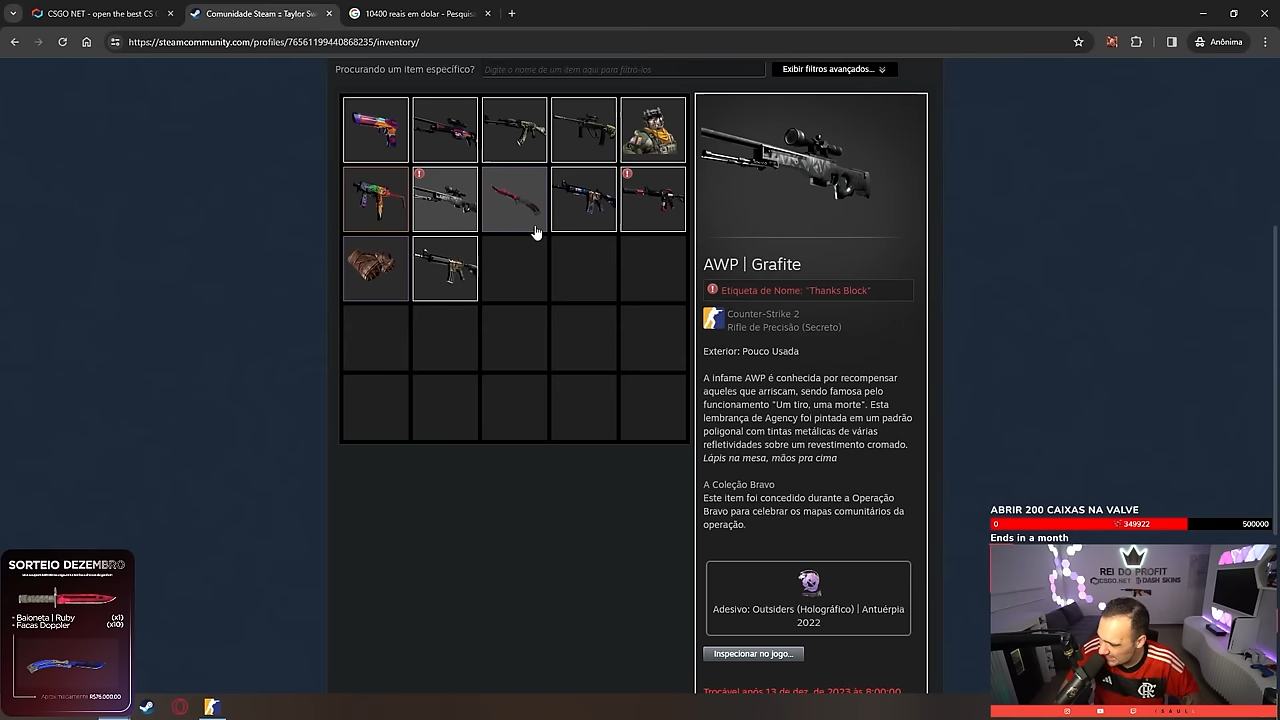 CSGO NET - open the best CS
Comunidade Steam :: Taylor Sw
10400 reais em dolar - Pesquis
https://steamcommunity.com/profiles/76561199440868235/inventory/
Anônima
Procurando um item específico?
Digite o nome de um item aqui para filtrá-los
Exibir filtros avançados...
AWP | Grafite
Etiqueta de Nome: "Thanks Block"
Counter-Strike 2
Rifle de Precisão (Secreto)
Exterior: Pouco Usada
A infame AWP é conhecida por recompensar
aqueles que arriscam, sendo famosa pelo
funcionamento "Um tiro, uma morte". Esta
lembrança de Agency foi pintada em um padrão
poligonal com tintas metálicas de várias
refletividades sobre um revestimento cromado.
Lápis na mesa, mãos pra cima
A Coleção Bravo
Este item foi concedido durante a Operação
Bravo para celebrar os mapas comunitários da
operação.
Adesivo: Outsiders (Holográfico) | Antuérpia
2022
Inspecionar no jogo...
Trocável após 13 de dez. de 2023 às 8:00:00
ABRIR 200 CAIXAS NA VALVE
0 349922 500000
Ends in a month
REI DO PROFIT
CSGO.NET DASH SKINS
SORTEIO DEZEMBRO
- Baioneta | Ruby (x1)
- Facas Doppler (x10)